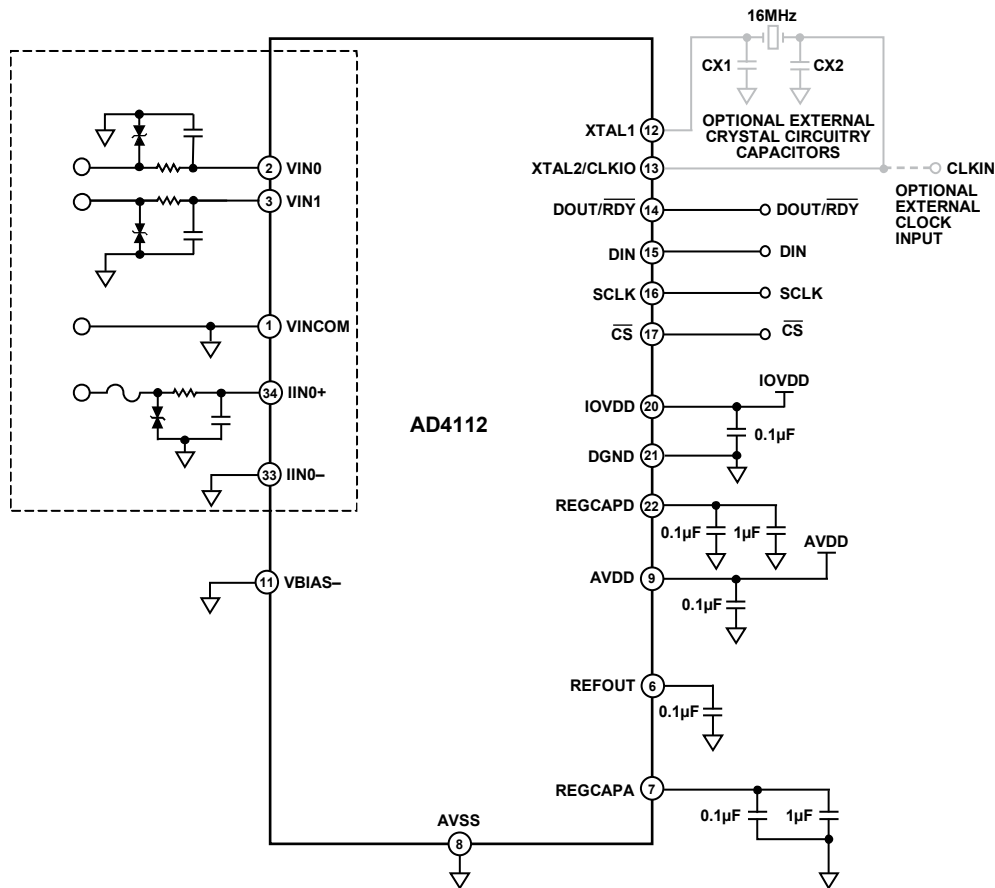 16MHz
CX1
CX2
OPTIONAL EXTERNAL
CRYSTAL CIRCUITRY
CAPACITORS
XTAL1
12
XTAL2/CLKIO
13
CLKIN
OPTIONAL
EXTERNAL
CLOCK
INPUT
DOUT/RDY
14
DOUT/RDY
DIN
15
DIN
SCLK
16
SCLK
CS
17
CS
2
VIN0
3
VIN1
1
VINCOM
34
IIN0+
33
IIN0–
11
VBIAS–
AD4112
IOVDD
20
IOVDD
0.1µF
DGND
21
REGCAPD
22
0.1µF
1µF
AVDD
9
AVDD
0.1µF
REFOUT
6
0.1µF
REGCAPA
7
0.1µF
1µF
AVSS
8